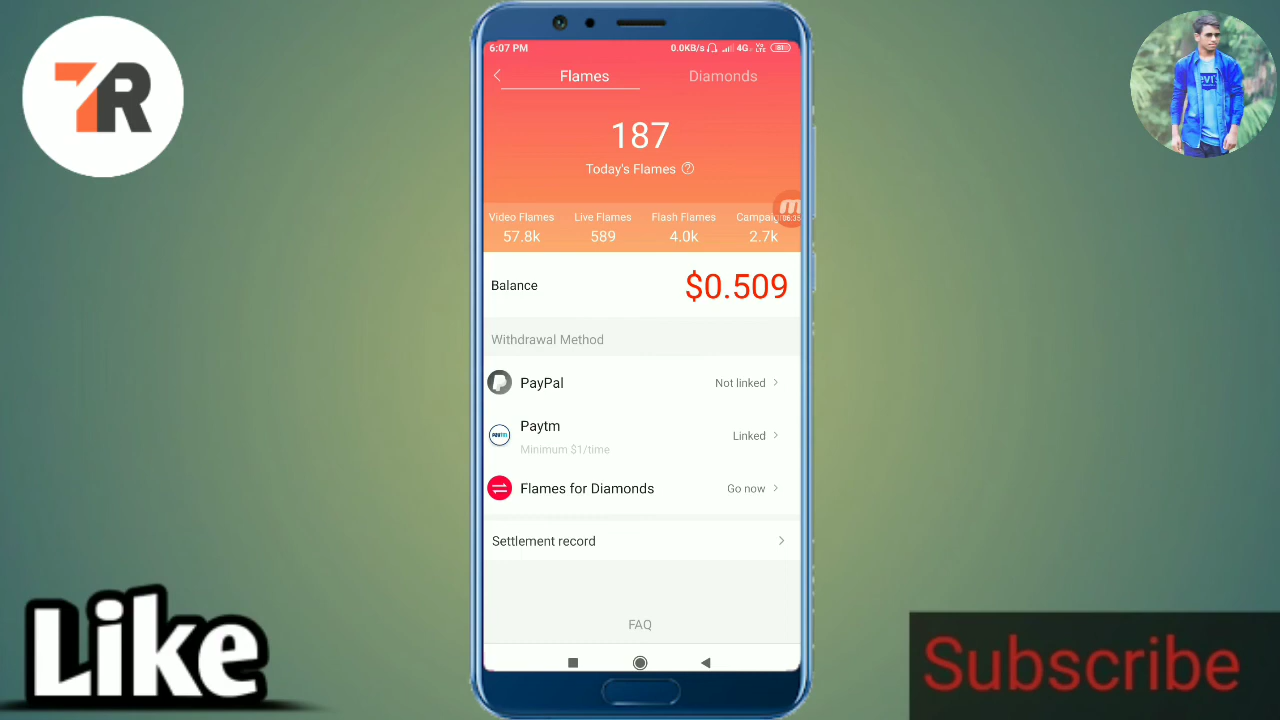 7R
6:07 PM
0.0KB/s 4G
Flames
Diamonds
187
Today's Flames
Video Flames
Live Flames
Flash Flames
57.8k
589
4.0k
2.7k
06:35
Balance
$0.509
Withdrawal Method
PayPal
Not linked
Paytm
Linked
Minimum $1/time
Flames for Diamonds
Go now
Settlement record
FAQ
Like
Subscribe